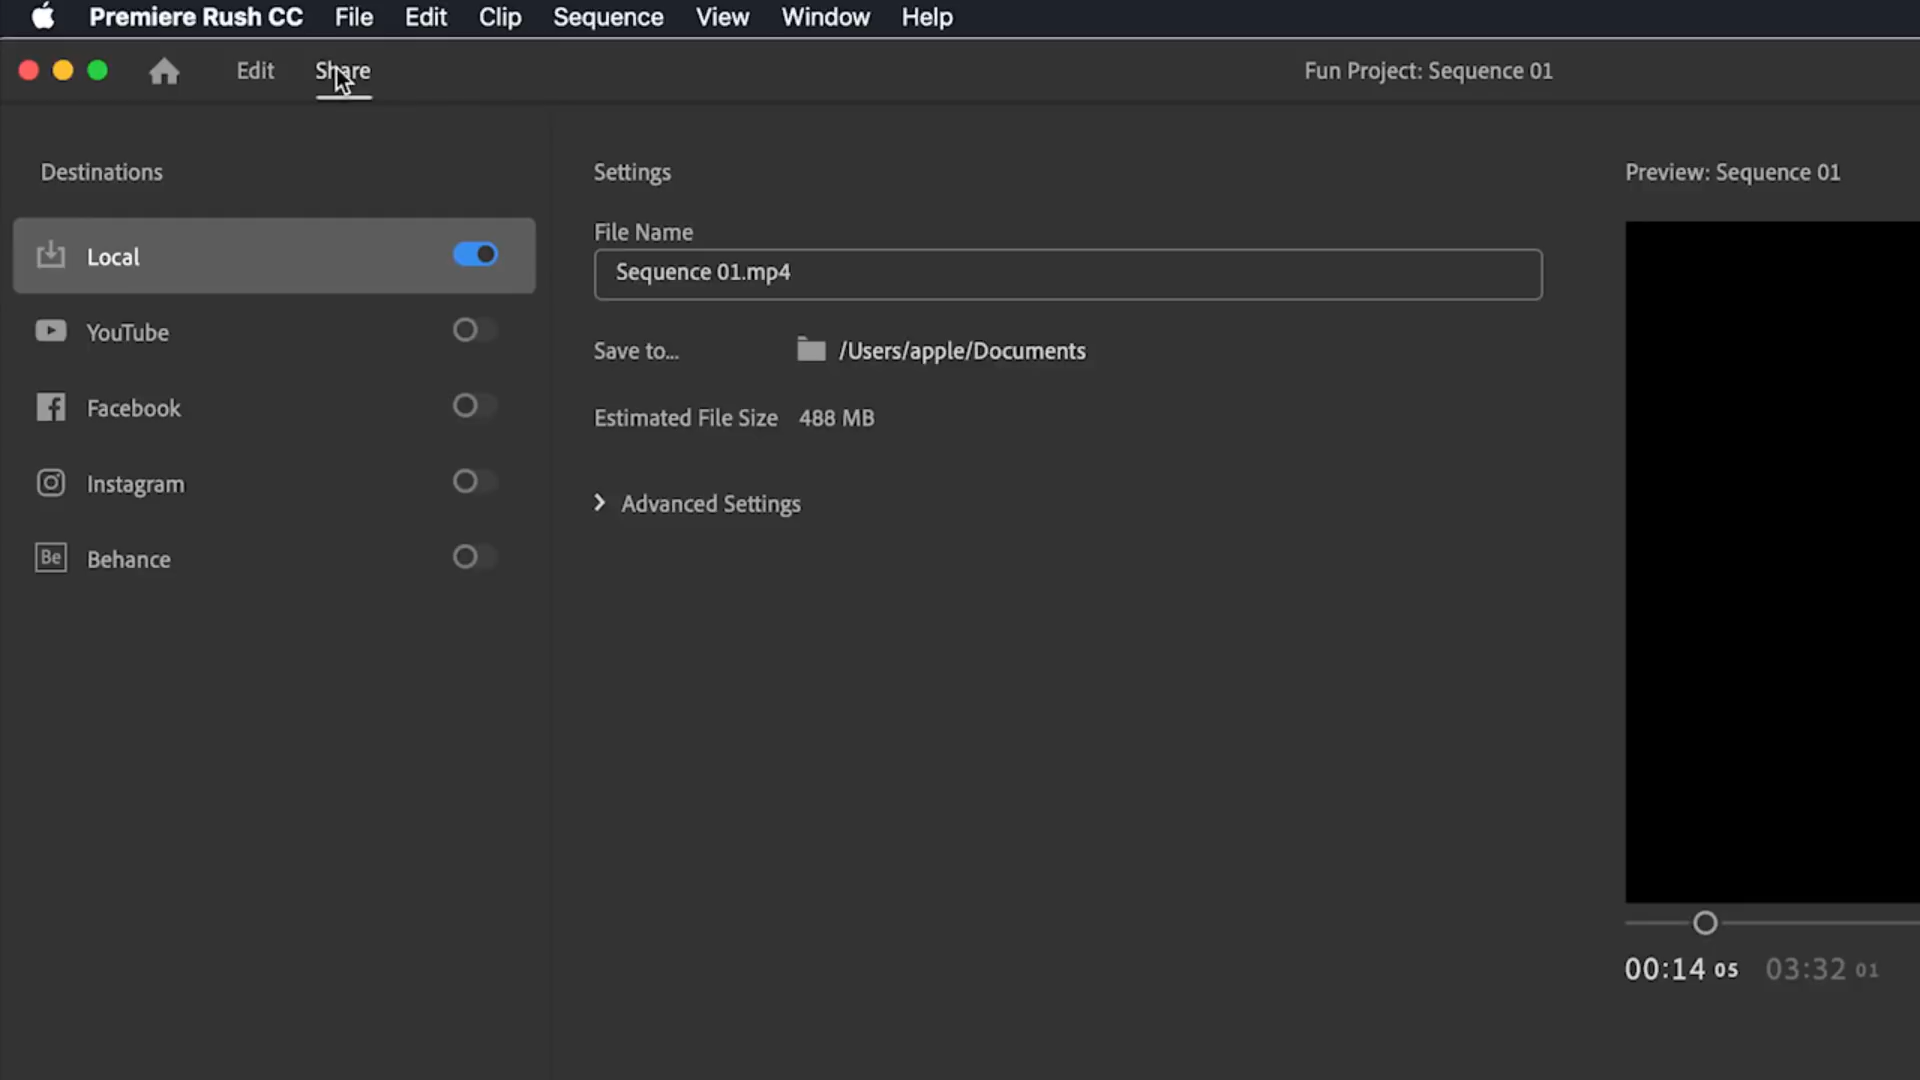 Premiere Rush CC File Edit Clip Sequence View Window Help
Edit Share Fun Project: Sequence 01
Destinations
Local
YouTube
Facebook
Instagram
Be Behance
Settings
File Name
Sequence 01.mp4
Save to... /Users/apple/Documents
Estimated File Size 488 MB
Advanced Settings
Preview: Sequence 01
00:14 05 03:32 01